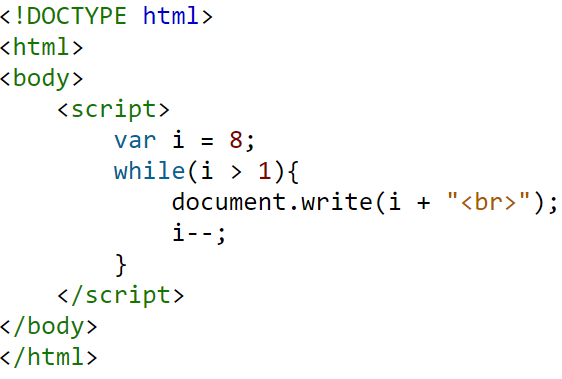 <!DOCTYPE html>
<html>
<body>
    <script>
        var i = 8;
        while(i > 1){
            document.write(i + "<br>");
            i--;
        }
    </script>
</body>
</html>